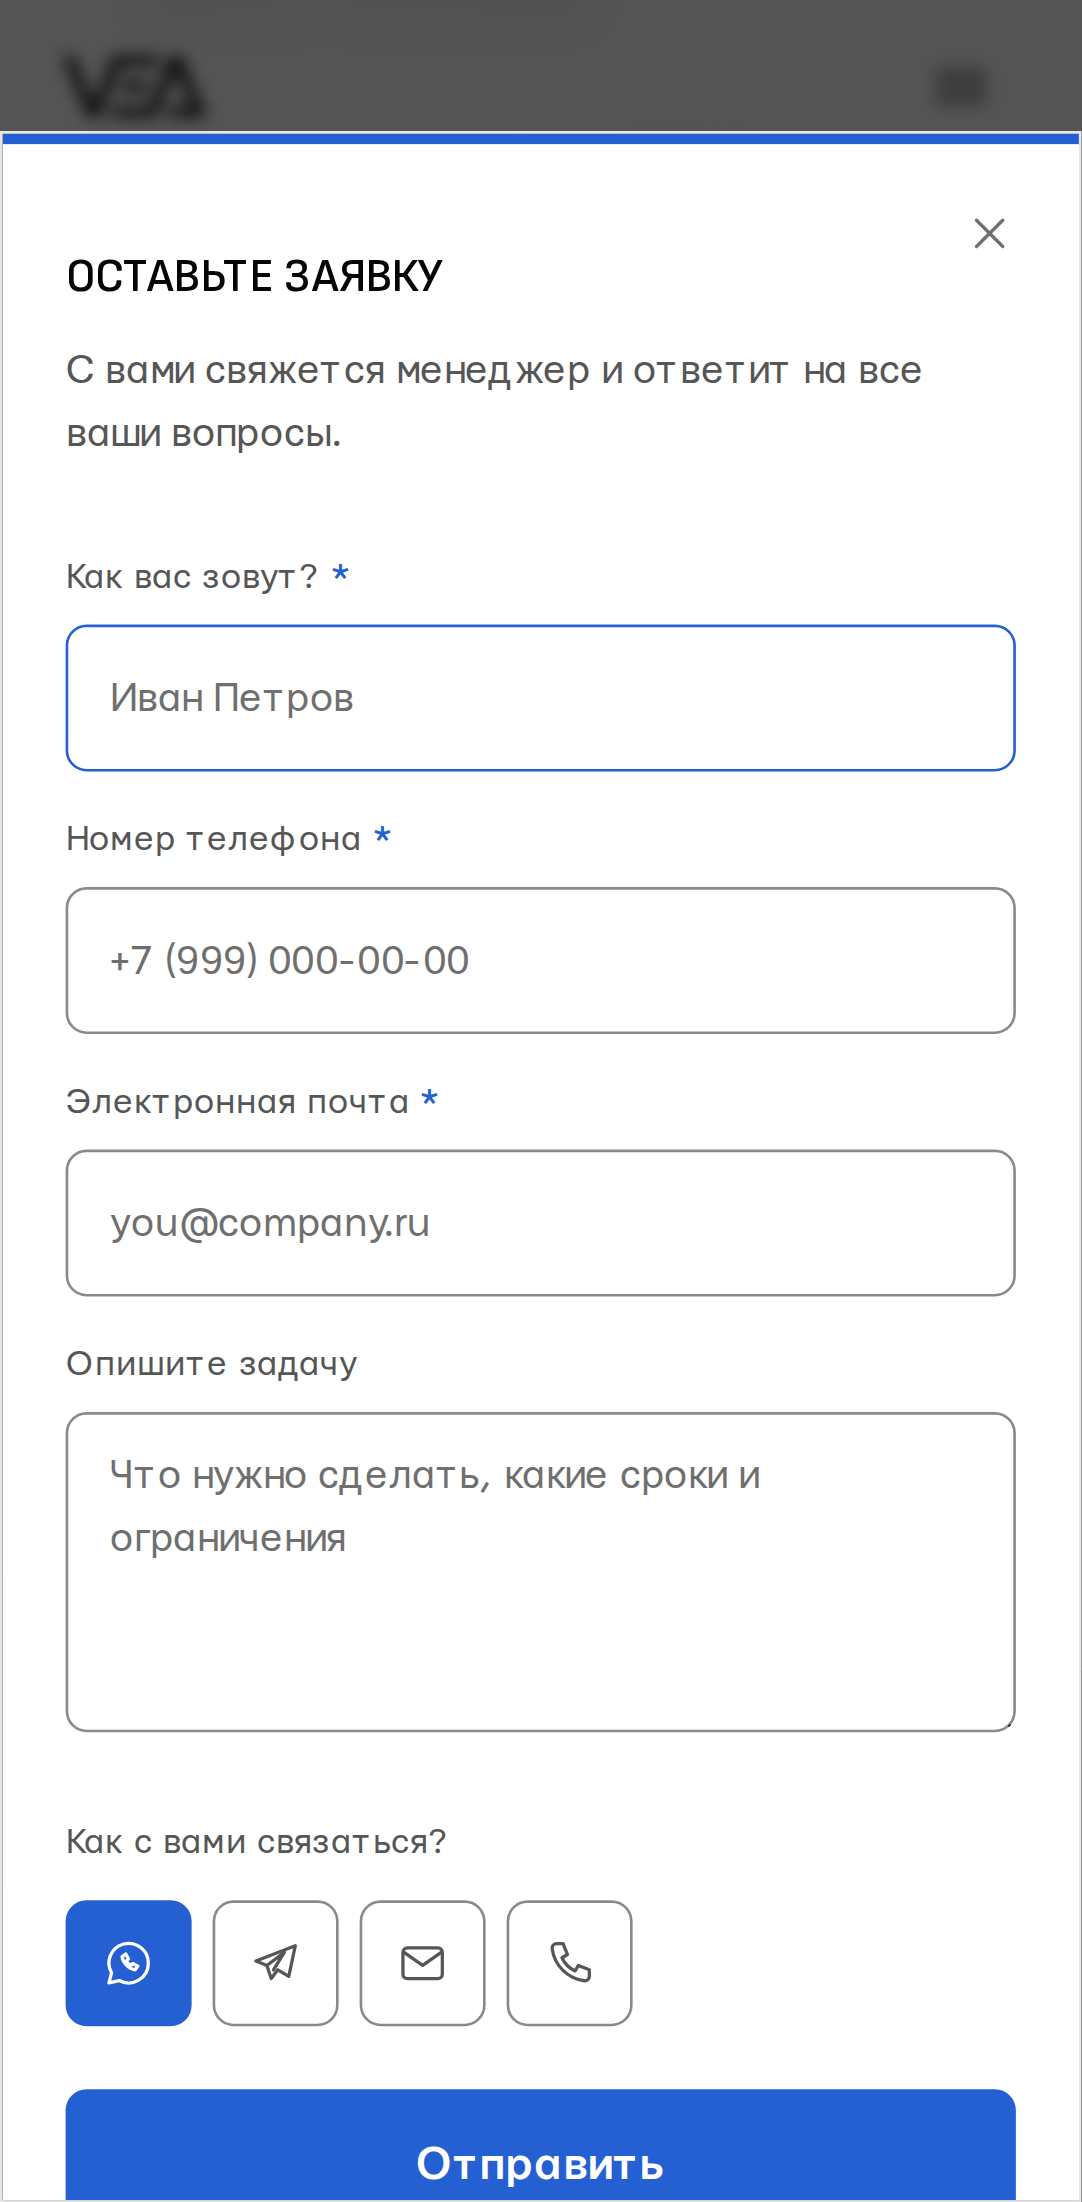 VEA
ОСТАВЬТЕ ЗАЯВКУ
С вами свяжется менеджер и ответит на все
ваши вопросы.
Как вас зовут? *
Иван Петров
Номер телефона *
+7 (999) 000-00-00
Электронная почта *
you@company.ru
Опишите задачу
Что нужно сделать, какие сроки и
ограничения
Как с вами связаться?
Отправить